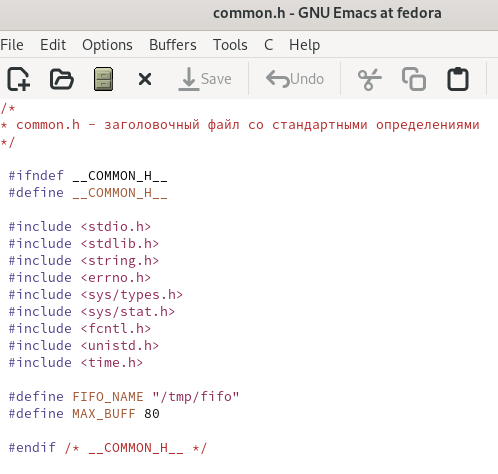 common.h - GNU Emacs at fedora
File Edit Options Buffers Tools C Help
Save Undo
/*
* common.h - заголовочный файл со стандартными определениями
*/
#ifndef __COMMON_H__
#define __COMMON_H__
#include <stdio.h>
#include <stdlib.h>
#include <string.h>
#include <errno.h>
#include <sys/types.h>
#include <sys/stat.h>
#include <fcntl.h>
#include <unistd.h>
#include <time.h>
#define FIFO_NAME "/tmp/fifo"
#define MAX_BUFF 80
#endif /* __COMMON_H__ */